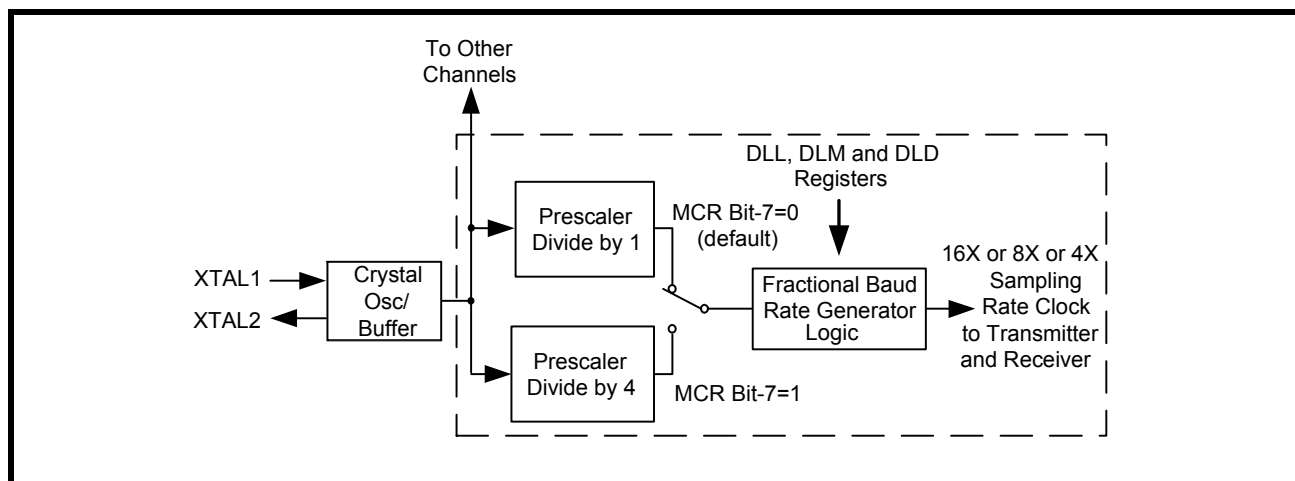 To Other
Channels
DLL, DLM and DLD
Registers
Prescaler
Divide by 1
MCR Bit-7=0
(default)
XTAL1
XTAL2
Crystal
Osc/
Buffer
Fractional Baud
Rate Generator
Logic
16X or 8X or 4X
Sampling
Rate Clock
to Transmitter
and Receiver
Prescaler
Divide by 4
MCR Bit-7=1